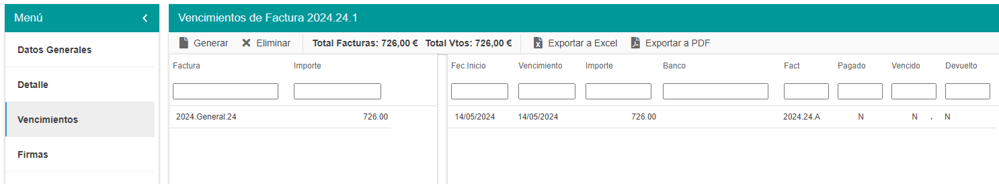 Menú
Datos Generales
Detalle
Vencimientos
Firmas
Vencimientos de Factura 2024.24.1
Generar Eliminar Total Facturas: 726,00 € Total Vtos: 726,00 € Exportar a Excel Exportar a PDF
Factura Importe
2024.General.24 726.00
Fec.Inicio Vencimiento Importe Banco Fact Pagado Vencido Devuelto
14/05/2024 14/05/2024 726.00 2024.24.A N N . N